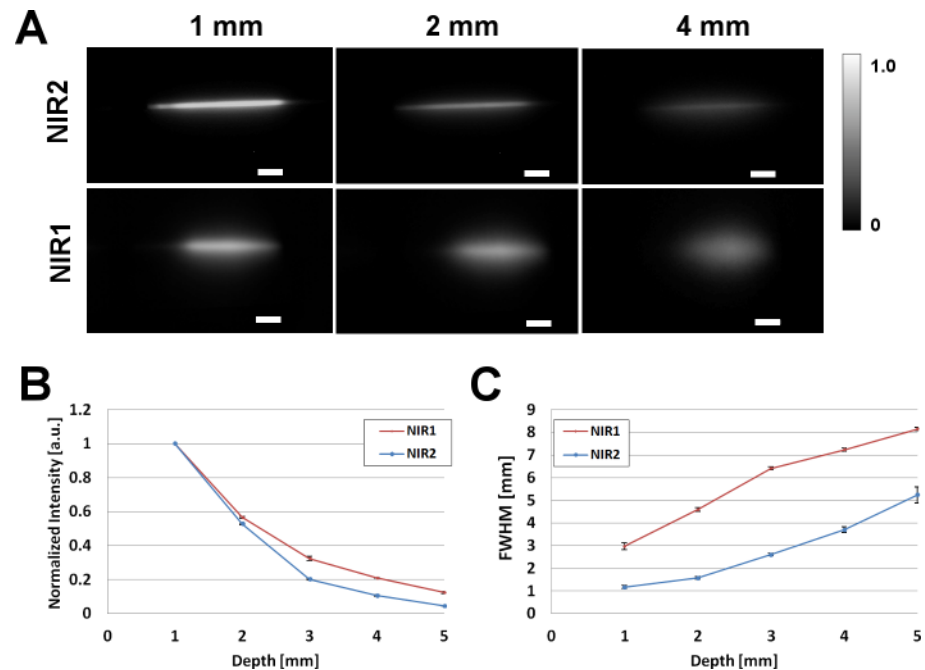 A
1 mm 2 mm 4 mm
NIR2
NIR1
1.0
0
B
Normalized Intensity [a.u.]
1.2
1
0.8
0.6
0.4
0.2
0
0 1 2 3 4 5
Depth [mm]
NIR1
NIR2
C
FWHM [mm]
9
8
7
6
5
4
3
2
1
0
0 1 2 3 4 5
Depth [mm]
NIR1
NIR2